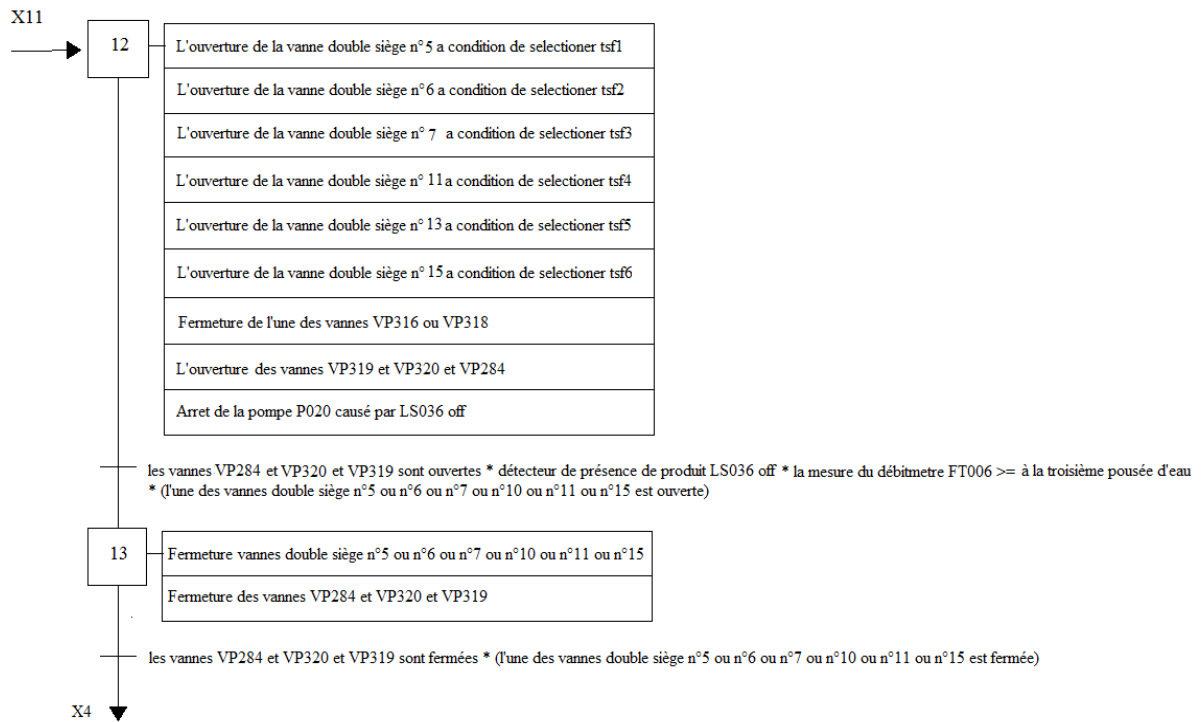 X11
12
L'ouverture de la vanne double siège n°5 a condition de selectioner tsf1
L'ouverture de la vanne double siège n°6 a condition de selectioner tsf2
L'ouverture de la vanne double siège n° 7 a condition de selectioner tsf3
L'ouverture de la vanne double siège n° 11 a condition de selectioner tsf4
L'ouverture de la vanne double siège n° 13 a condition de selectioner tsf5
L'ouverture de la vanne double siège n° 15 a condition de selectioner tsf6
Fermeture de l'une des vannes VP316 ou VP318
L'ouverture des vannes VP319 et VP320 et VP284
Arret de la pompe P020 causé par LS036 off
les vannes VP284 et VP320 et VP319 sont ouvertes * détecteur de présence de produit LS036 off * la mesure du débitmetre FT006 >= à la troisième pousée d'eau
* (l'une des vannes double siège n°5 ou n°6 ou n°7 ou n°10 ou n°11 ou n°15 est ouverte)
13
Fermeture vannes double siège n°5 ou n°6 ou n°7 ou n°10 ou n°11 ou n°15
Fermeture des vannes VP284 et VP320 et VP319
les vannes VP284 et VP320 et VP319 sont fermées * (l'une des vannes double siège n°5 ou n°6 ou n°7 ou n°10 ou n°11 ou n°15 est fermée)
X4